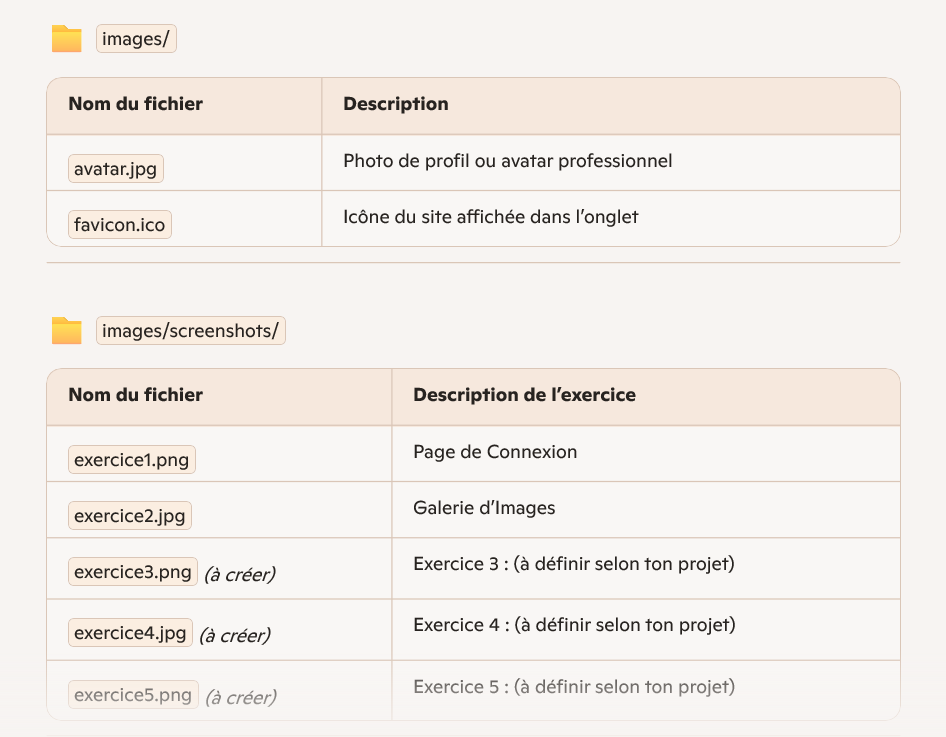 images/
Nom du fichier Description
avatar.jpg Photo de profil ou avatar professionnel
favicon.ico Icône du site affichée dans l’onglet
images/screenshots/
Nom du fichier Description de l’exercice
exercice1.png Page de Connexion
exercice2.jpg Galerie d’Images
exercice3.png (à créer) Exercice 3 : (à définir selon ton projet)
exercice4.jpg (à créer) Exercice 4 : (à définir selon ton projet)
exercice5.png (à créer) Exercice 5 : (à définir selon ton projet)